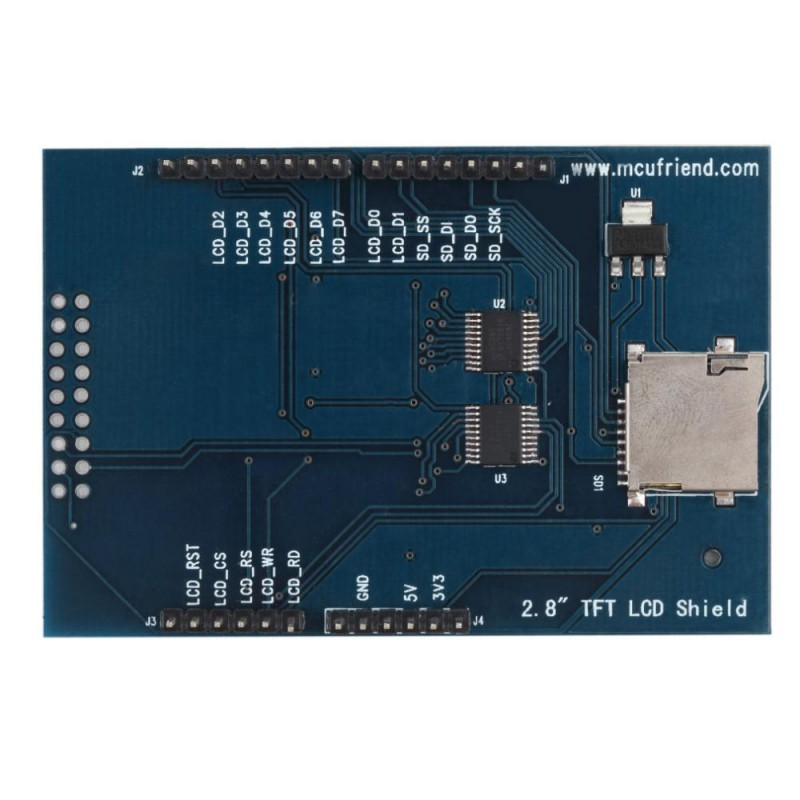 J2
J1
www.mcufriend.com
U1
LCD_D2
LCD_D3
LCD_D4
LCD_D5
LCD_D6
LCD_D7
LCD_D0
LCD_D1
SD_SS
SD_DI
SD_DO
SD_SCK
U2
U3
SD1
LCD_RST
LCD_CS
LCD_RS
LCD_WR
LCD_RD
GND
5V
3V3
J3
J4
2.8" TFT LCD Shield